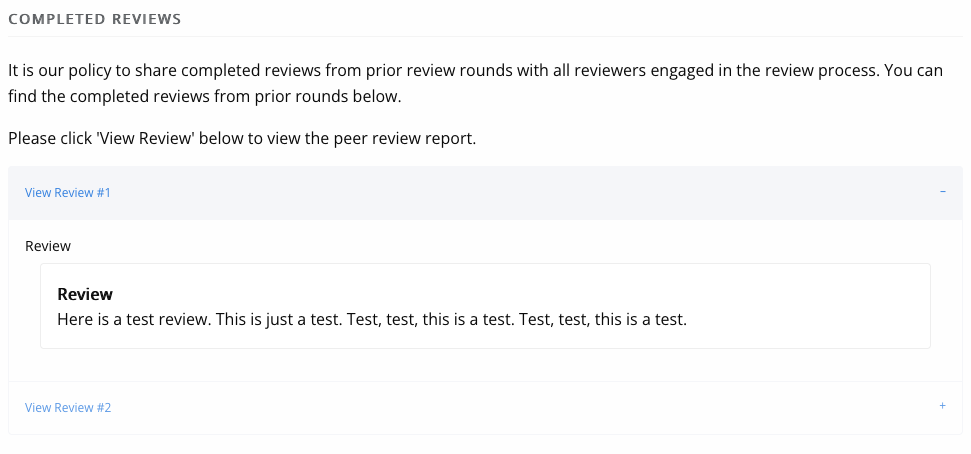 COMPLETED REVIEWS
It is our policy to share completed reviews from prior review rounds with all reviewers engaged in the review process. You can
find the completed reviews from prior rounds below.
Please click 'View Review' below to view the peer review report.
View Review #1 −
Review
Review
Here is a test review. This is just a test. Test, test, this is a test. Test, test, this is a test.
View Review #2 +